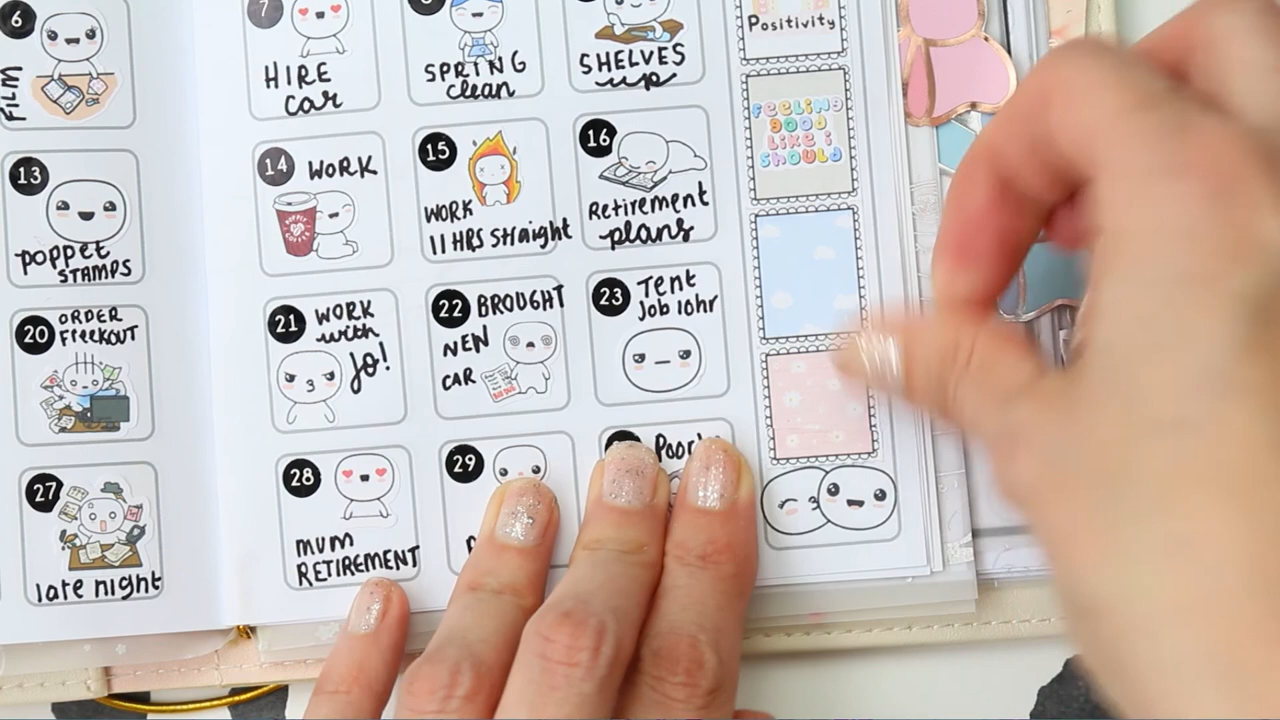 6
FILM
7
HIRE
car
SPRING
clean
SHELVES
up
Positivity
13
poppet
STAMPS
14 WORK
15
WORK
11 HRS Straight
16
Retirement
plans
FEELING
good
Like i
SHOULD
20 ORDER
FReekOUT
21 WORK
with
Jo!
22 BROUGHT
NEW
CAR
23 Tent
Job 10hr
27
late night
28
MUM
RETIREMENT
29